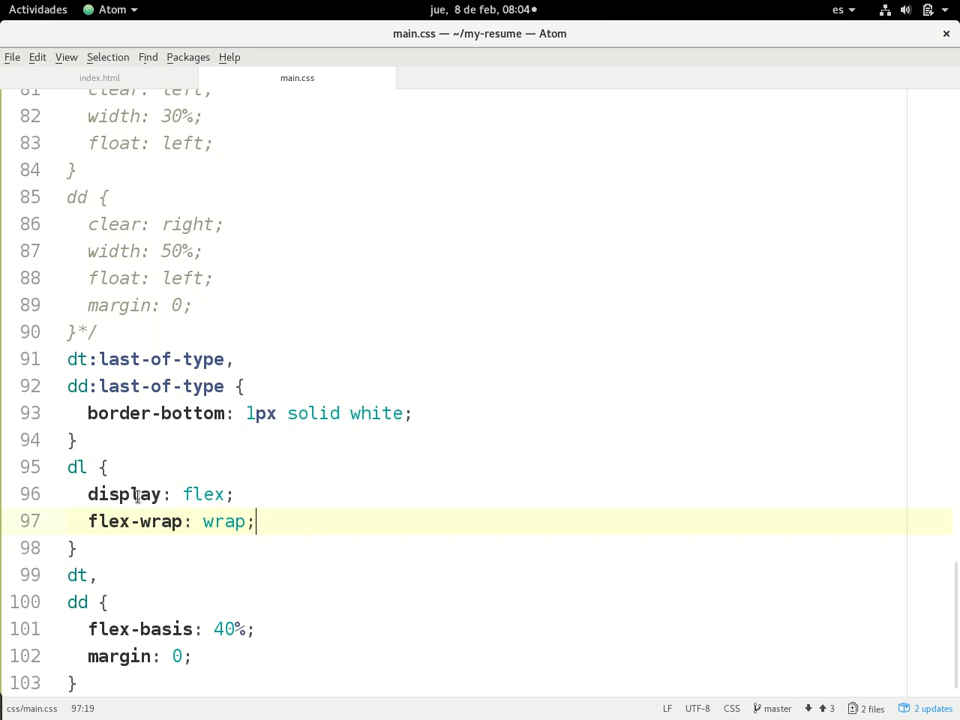 Actividades Atom jue, 8 de feb, 08:04 es
main.css — ~/my-resume — Atom
File Edit View Selection Find Packages Help
index.html main.css
81 clear: left;
82 width: 30%;
83 float: left;
84 }
85 dd {
86 clear: right;
87 width: 50%;
88 float: left;
89 margin: 0;
90 }*/
91 dt:last-of-type,
92 dd:last-of-type {
93 border-bottom: 1px solid white;
94 }
95 dl {
96 display: flex;
97 flex-wrap: wrap;
98 }
99 dt,
100 dd {
101 flex-basis: 40%;
102 margin: 0;
103 }
css/main.css 97:19 LF UTF-8 CSS master 3 2 files 2 updates